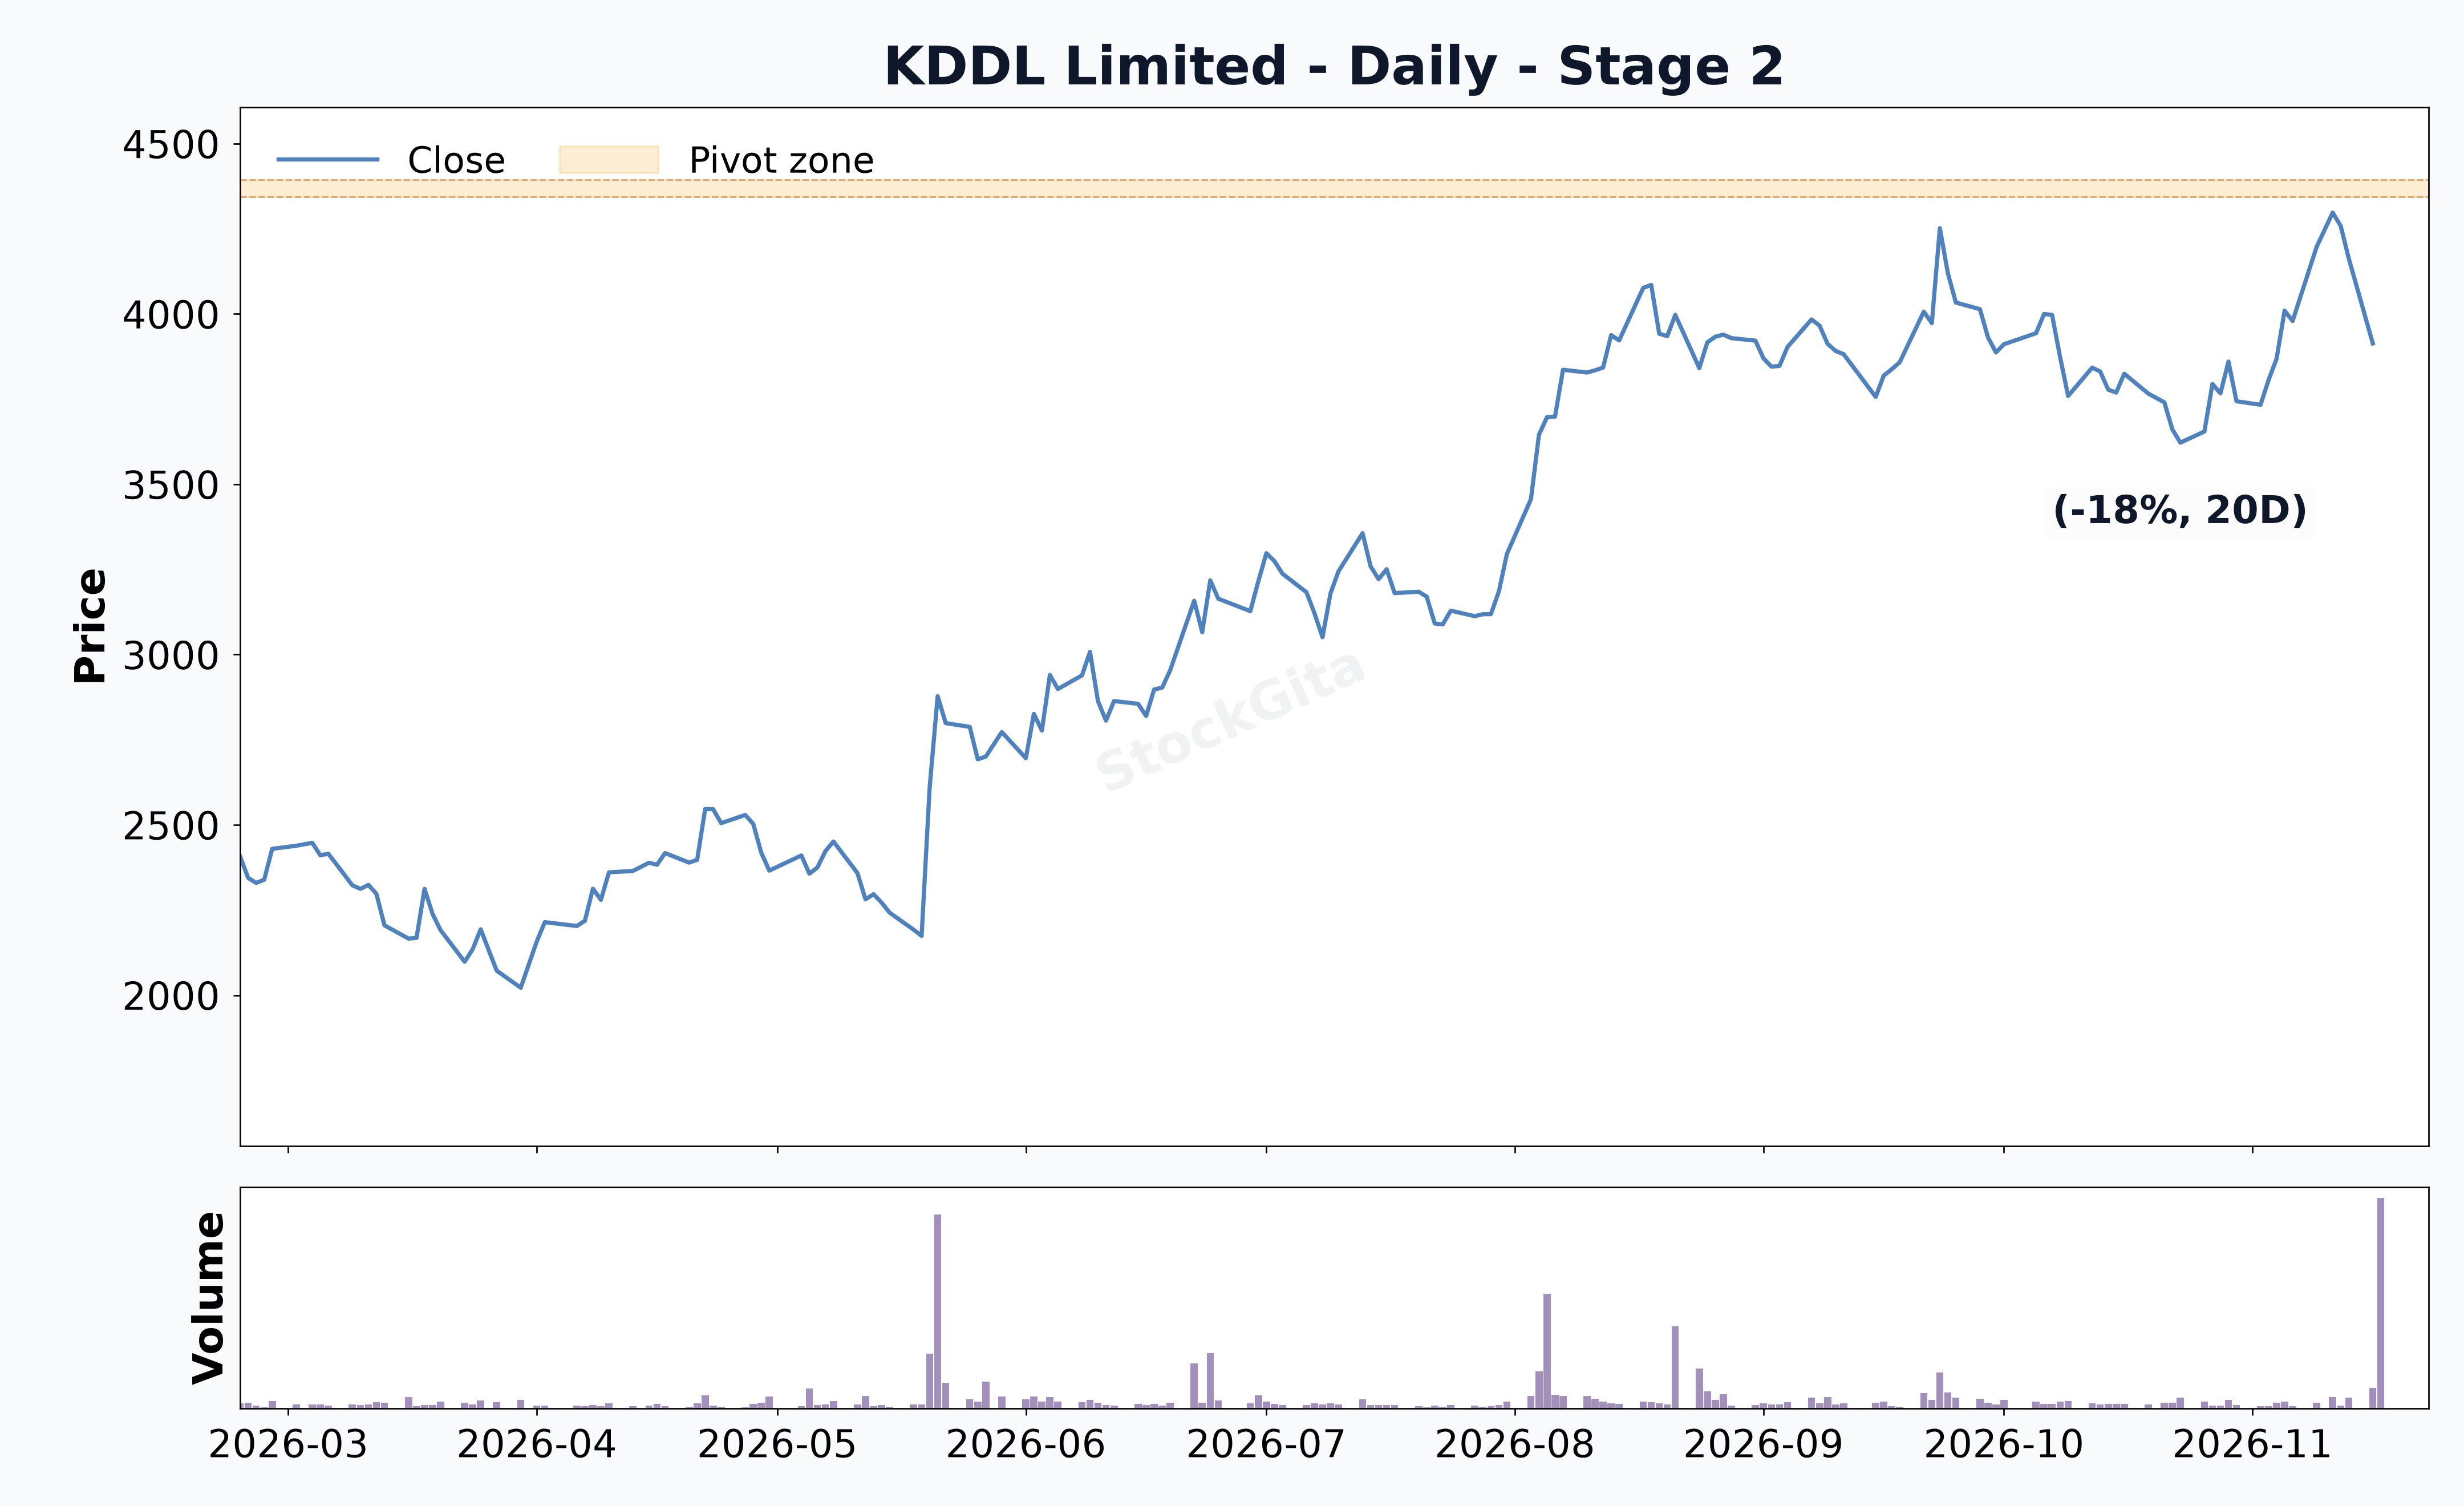 KDDL Limited - Daily - Stage 2
Close
Pivot zone
4500
4000
3500
3000
2500
2000
Price
(-18%, 20D)
StockGita
Volume
2026-03
2026-04
2026-05
2026-06
2026-07
2026-08
2026-09
2026-10
2026-11